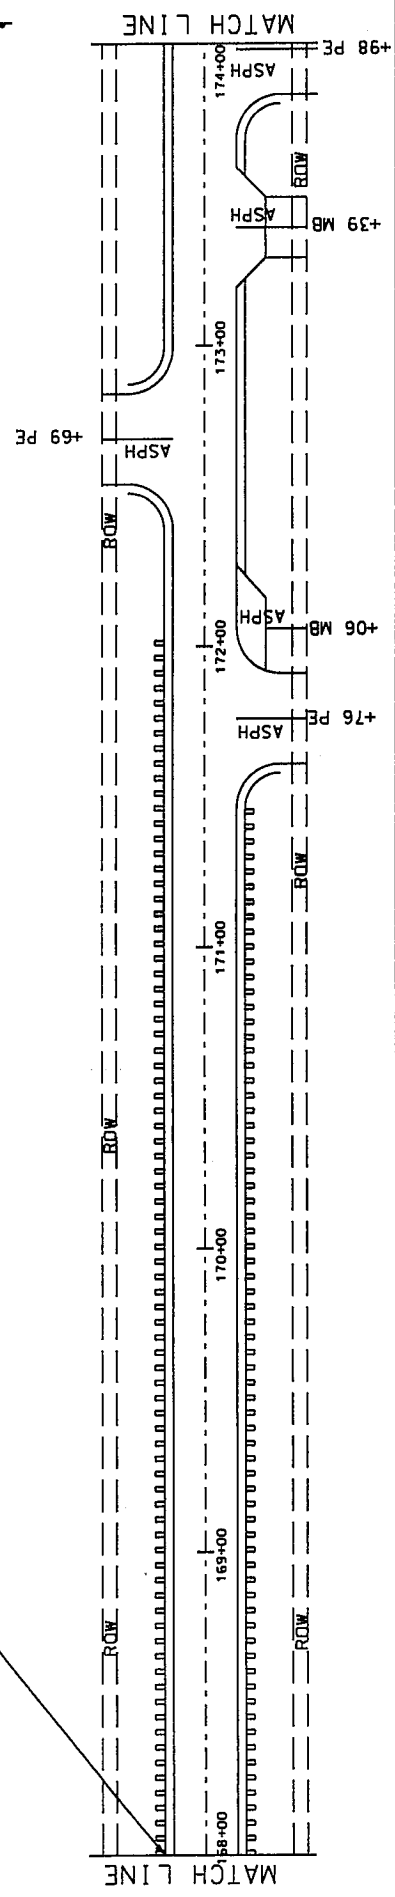 MATCH LINE
+98 PE
174+00
ASPH
ROW
ASPH
+39 MB
173+00
+69 PE
ASPH
ROW
ASPH
+06 MB
172+00
+76 PE
ASPH
ROW
171+00
ROW
170+00
169+00
ROW
ROW
168+00
MATCH LINE